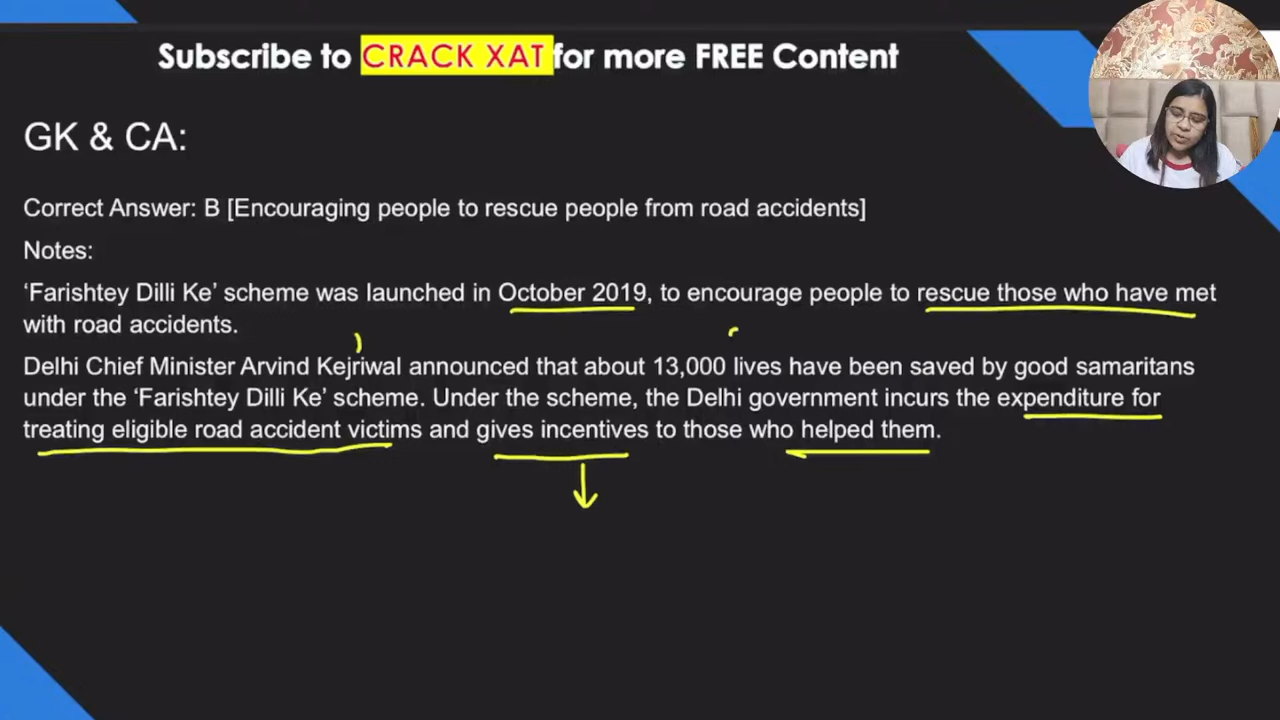 Subscribe to CRACK XAT for more FREE Content
GK & CA:
Correct Answer: B [Encouraging people to rescue people from road accidents]
Notes:
‘Farishtey Dilli Ke’ scheme was launched in October 2019, to encourage people to rescue those who have met
with road accidents.
Delhi Chief Minister Arvind Kejriwal announced that about 13,000 lives have been saved by good samaritans
under the ‘Farishtey Dilli Ke’ scheme. Under the scheme, the Delhi government incurs the expenditure for
treating eligible road accident victims and gives incentives to those who helped them.